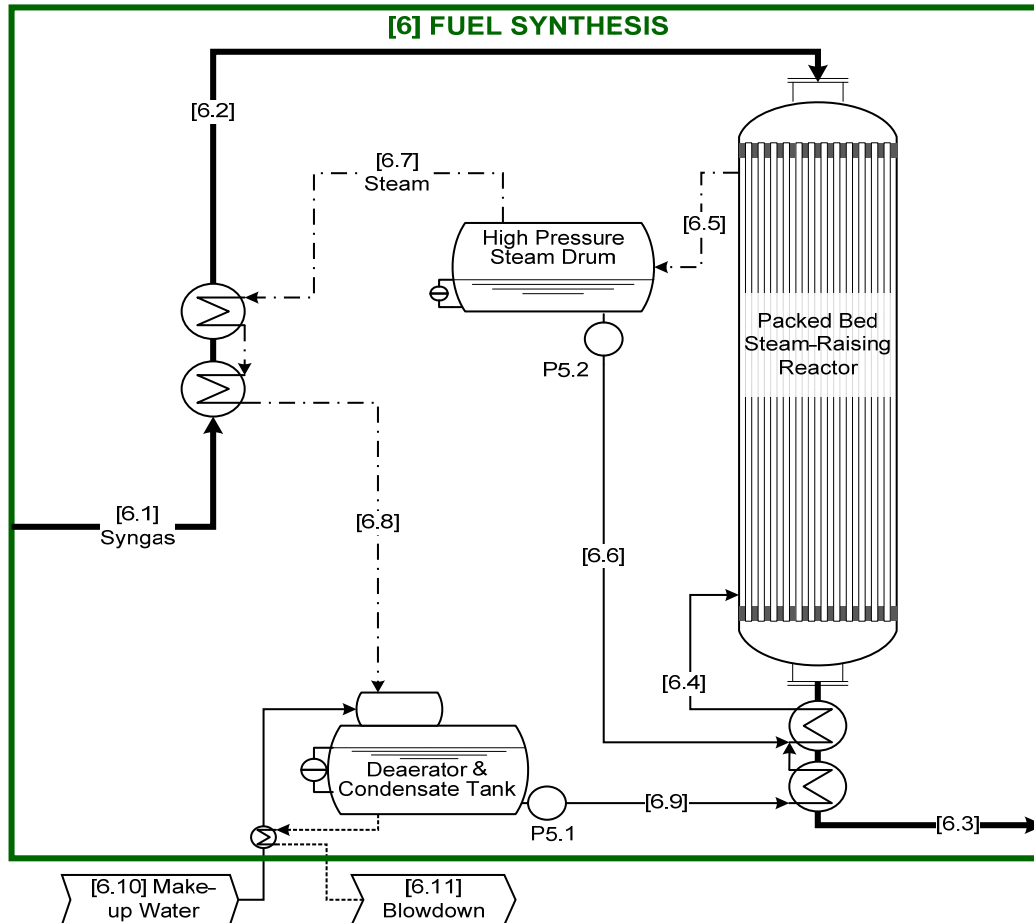 [6] FUEL SYNTHESIS
[6.2]
[6.7]
Steam
[6.5]
High Pressure
Steam Drum
Packed Bed
Steam-Raising
Reactor
P5.2
[6.1]
Syngas
[6.8]
[6.6]
[6.4]
Deaerator &
Condensate Tank
[6.9]
P5.1
[6.3]
[6.10] Make-
up Water
[6.11]
Blowdown